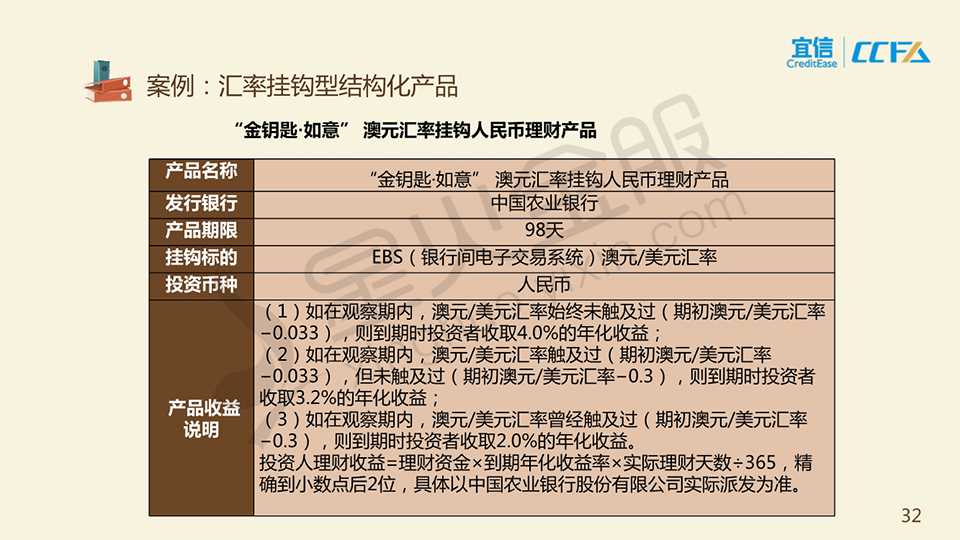 宜信
CreditEase
CCFA
案例：汇率挂钩型结构化产品
“金钥匙·如意” 澳元汇率挂钩人民币理财产品
产品名称
“金钥匙·如意” 澳元汇率挂钩人民币理财产品
发行银行
中国农业银行
产品期限
98天
挂钩标的
EBS（银行间电子交易系统）澳元/美元汇率
投资币种
人民币
产品收益
说明
（1）如在观察期内，澳元/美元汇率始终未触及过（期初澳元/美元汇率
−0.033），则到期时投资者收取4.0%的年化收益；
（2）如在观察期内，澳元/美元汇率触及过（期初澳元/美元汇率
−0.033），但未触及过（期初澳元/美元汇率−0.3），则到期时投资者
收取3.2%的年化收益；
（3）如在观察期内，澳元/美元汇率曾经触及过（期初澳元/美元汇率
−0.3），则到期时投资者收取2.0%的年化收益。
投资人理财收益=理财资金×到期年化收益率×实际理财天数÷365，精
确到小数点后2位，具体以中国农业银行股份有限公司实际派发为准。
32